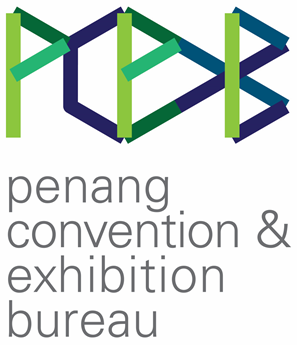 PCEB
penang
convention &
exhibition
bureau